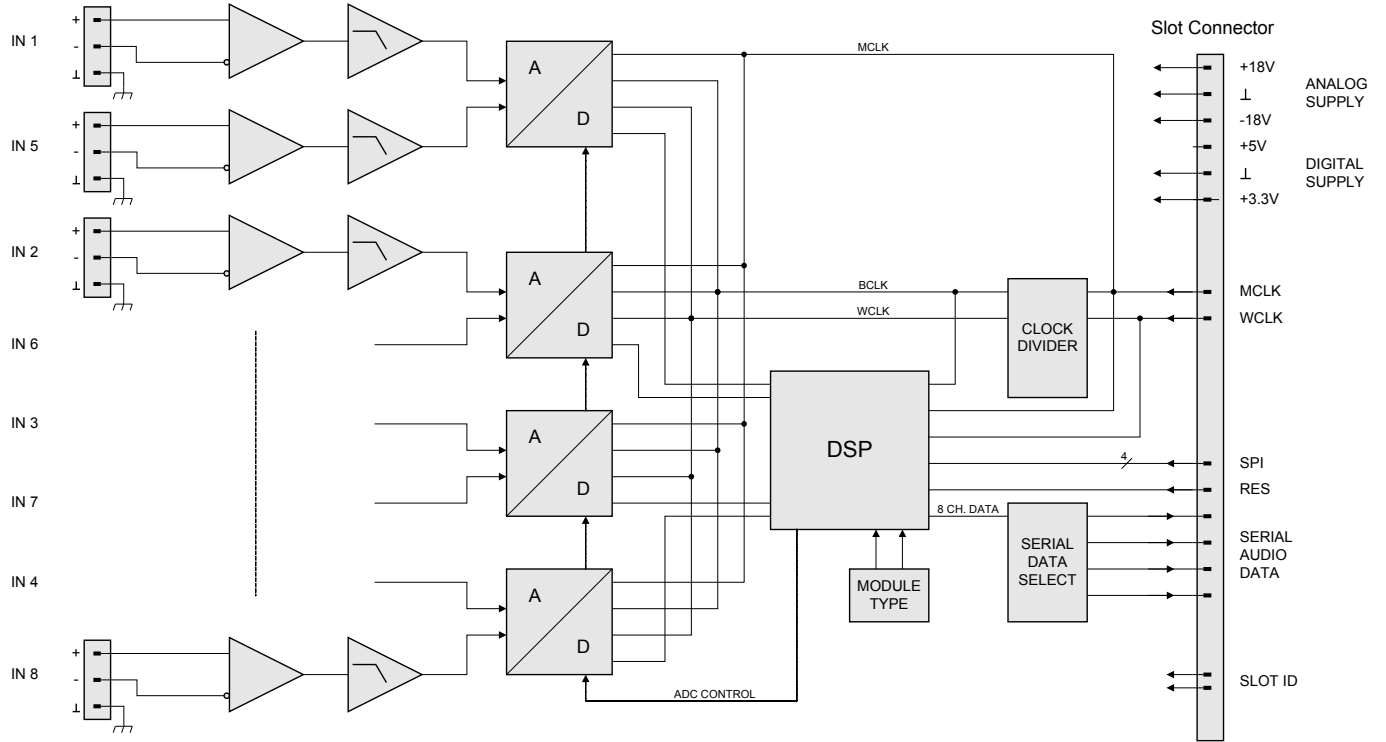 Slot Connector
IN 1
+
-
⊥
A
D
MCLK
+18V
⊥
-18V
ANALOG
SUPPLY
IN 5
+
-
⊥
+5V
⊥
+3.3V
DIGITAL
SUPPLY
IN 2
+
-
⊥
A
D
BCLK
WCLK
CLOCK
DIVIDER
MCLK
WCLK
IN 6
IN 3
A
D
DSP
4
SPI
RES
IN 7
8 CH. DATA
SERIAL
DATA
SELECT
SERIAL
AUDIO
DATA
IN 4
A
D
MODULE
TYPE
IN 8
+
-
⊥
ADC CONTROL
SLOT ID